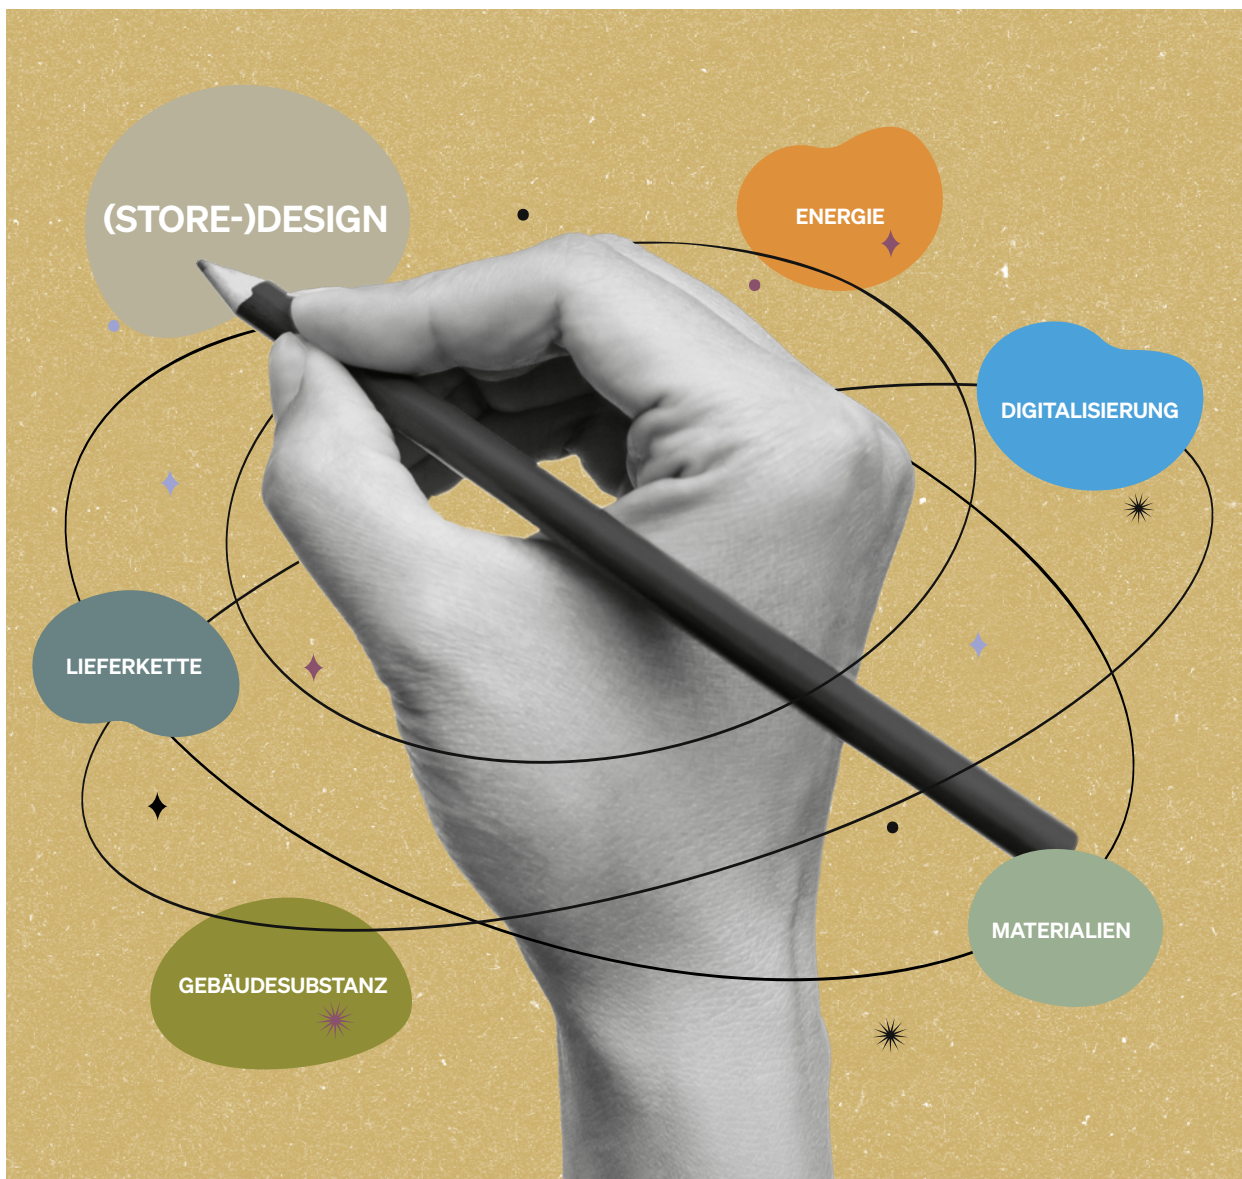 (STORE-)DESIGN
ENERGIE
DIGITALISIERUNG
LIEFERKETTE
MATERIALIEN
GEBÄUDESUBSTANZ